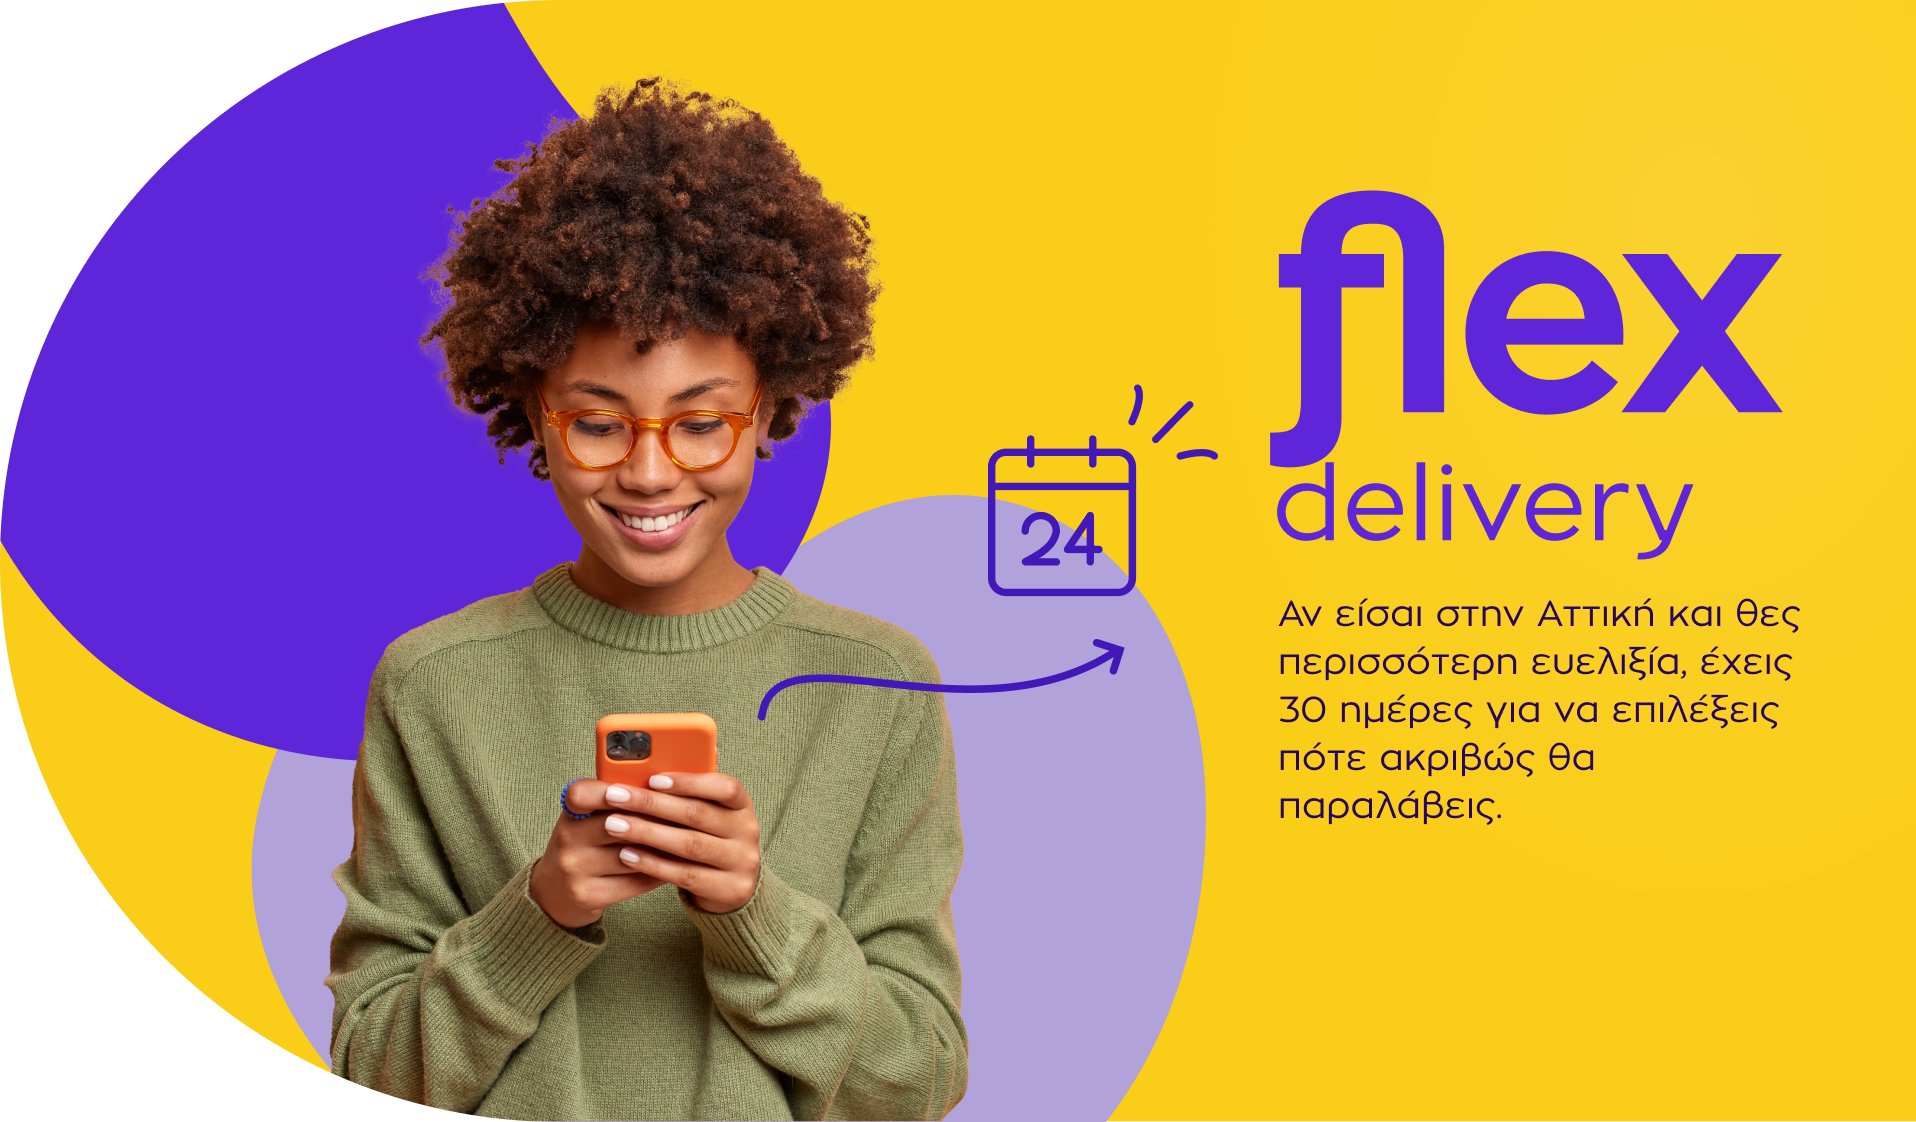 flex
delivery
24
Αν είσαι στην Αττική και θες
περισσότερη ευελιξία, έχεις
30 ημέρες για να επιλέξεις
πότε ακριβώς θα
παραλάβεις.